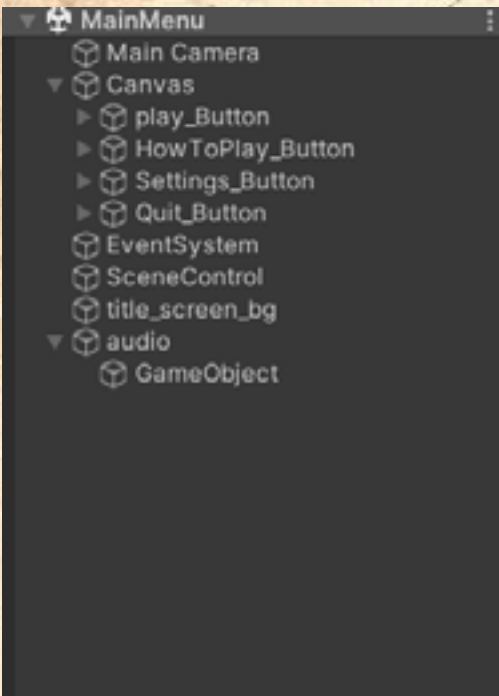 MainMenu
Main Camera
Canvas
play_Button
HowToPlay_Button
Settings_Button
Quit_Button
EventSystem
SceneControl
title_screen_bg
audio
GameObject